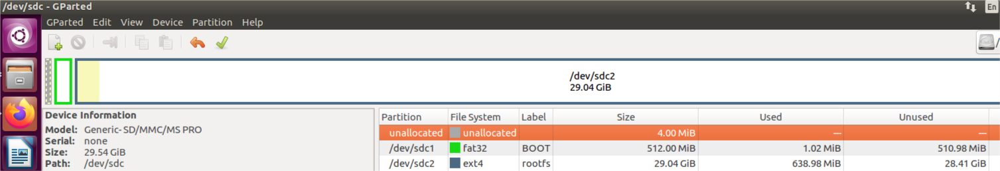 /dev/sdc - GParted
En
GParted Edit View Device Partition Help
/
/dev/sdc2
29.04 GiB
Device Information
Model: Generic- SD/MMC/MS PRO
Serial: none
Size: 29.54 GiB
Path: /dev/sdc
Partition File System Label Size Used Unused
unallocated unallocated 4.00 MiB — —
/dev/sdc1 fat32 BOOT 512.00 MiB 1.02 MiB 510.98 MiB
/dev/sdc2 ext4 rootfs 29.04 GiB 638.98 MiB 28.41 GiB